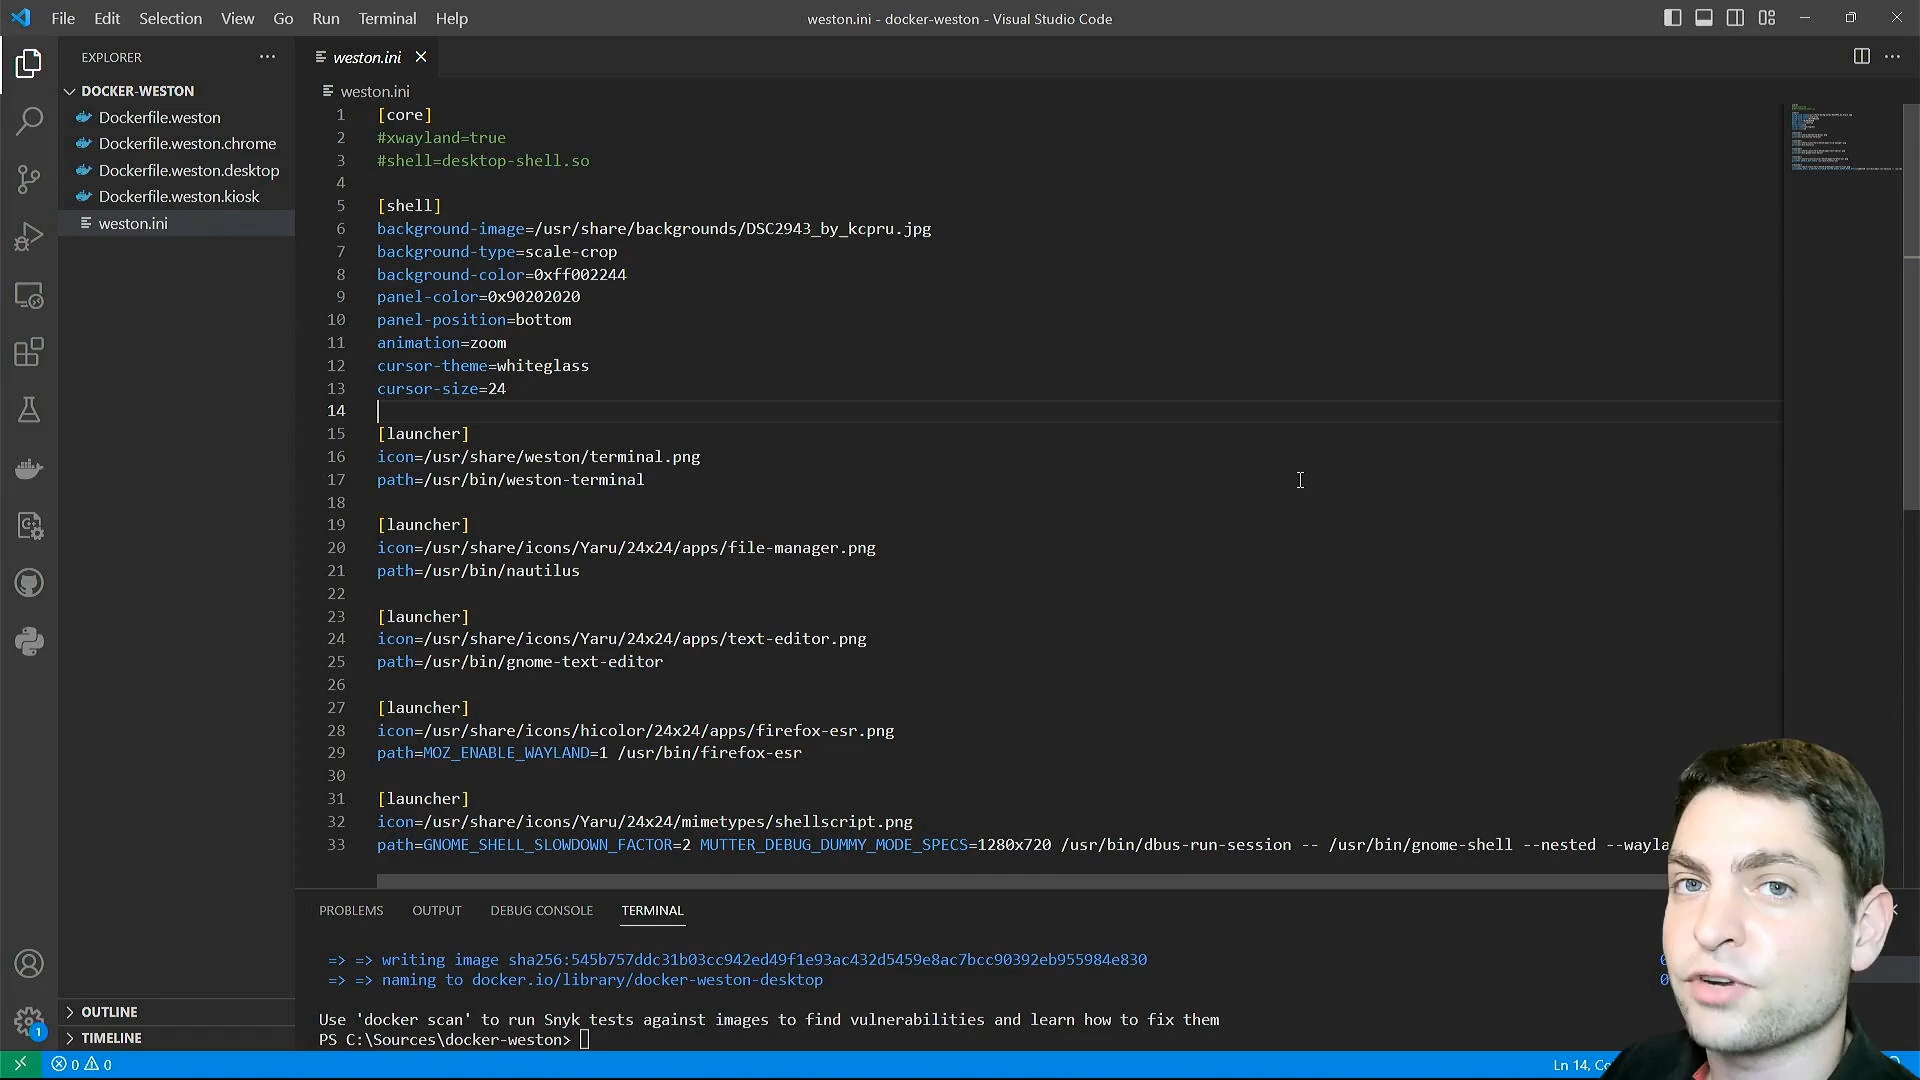 File Edit Selection View Go Run Terminal Help
weston.ini - docker-weston - Visual Studio Code
EXPLORER
DOCKER-WESTON
Dockerfile.weston
Dockerfile.weston.chrome
Dockerfile.weston.desktop
Dockerfile.weston.kiosk
weston.ini
OUTLINE
TIMELINE
1
weston.ini
weston.ini
1 [core]
2 #xwayland=true
3 #shell=desktop-shell.so
4
5 [shell]
6 background-image=/usr/share/backgrounds/DSC2943_by_kcpru.jpg
7 background-type=scale-crop
8 background-color=0xff002244
9 panel-color=0x90202020
10 panel-position=bottom
11 animation=zoom
12 cursor-theme=whiteglass
13 cursor-size=24
14
15 [launcher]
16 icon=/usr/share/weston/terminal.png
17 path=/usr/bin/weston-terminal
18
19 [launcher]
20 icon=/usr/share/icons/Yaru/24x24/apps/file-manager.png
21 path=/usr/bin/nautilus
22
23 [launcher]
24 icon=/usr/share/icons/Yaru/24x24/apps/text-editor.png
25 path=/usr/bin/gnome-text-editor
26
27 [launcher]
28 icon=/usr/share/icons/hicolor/24x24/apps/firefox-esr.png
29 path=MOZ_ENABLE_WAYLAND=1 /usr/bin/firefox-esr
30
31 [launcher]
32 icon=/usr/share/icons/Yaru/24x24/mimetypes/shellscript.png
33 path=GNOME_SHELL_SLOWDOWN_FACTOR=2 MUTTER_DEBUG_DUMMY_MODE_SPECS=1280x720 /usr/bin/dbus-run-session -- /usr/bin/gnome-shell --nested --wayla
PROBLEMS OUTPUT DEBUG CONSOLE TERMINAL
=> => writing image sha256:545b757ddc31b03cc942ed49f1e93ac432d5459e8ac7bcc90392eb955984e830
=> => naming to docker.io/library/docker-weston-desktop
Use 'docker scan' to run Snyk tests against images to find vulnerabilities and learn how to fix them
PS C:\Sources\docker-weston>
0 0
Ln 14, Co